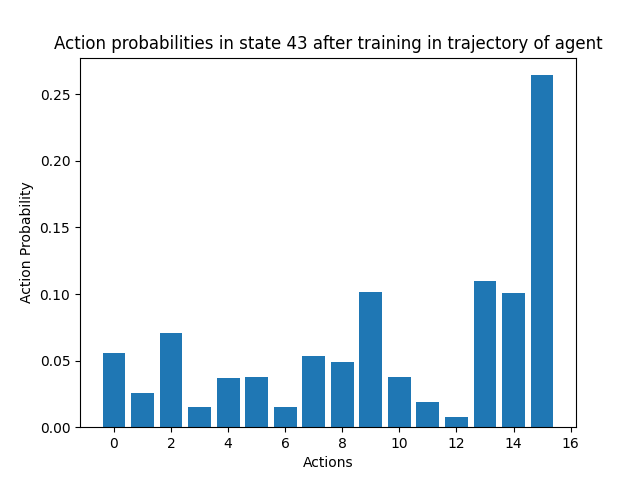 Action probabilities in state 43 after training in trajectory of agent
0.25
0.20
0.15
0.10
0.05
0.00
Action Probability
0 2 4 6 8 10 12 14 16
Actions